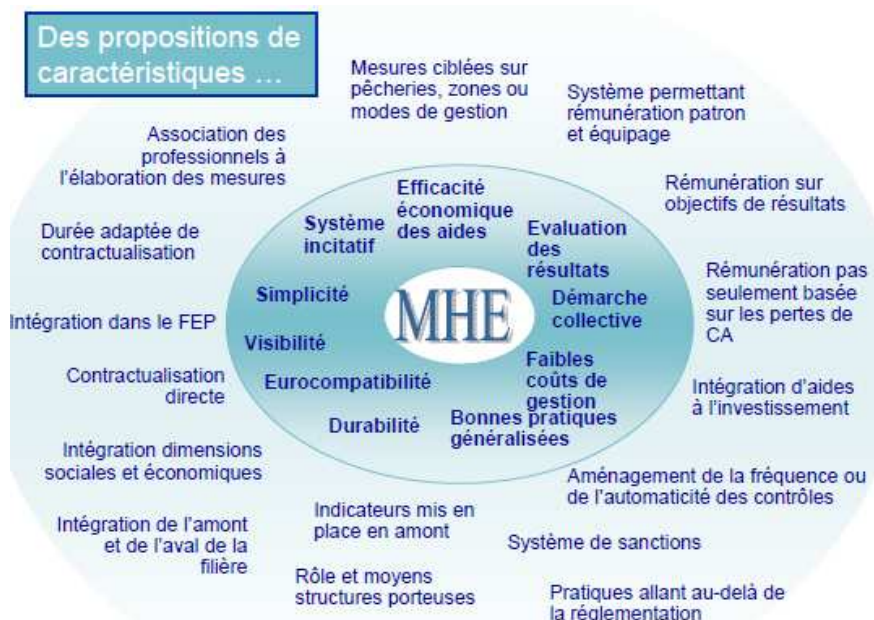 Des propositions de
caractéristiques …
Mesures ciblées sur
pêcheries, zones ou
modes de gestion
Système permettant
rémunération patron
et équipage
Association des
professionnels à
l'élaboration des mesures
Rémunération sur
objectifs de résultats
Durée adaptée de
contractualisation
Rémunération pas
seulement basée
sur les pertes de
CA
Intégration dans le FEP
Contractualisation
directe
Intégration d'aides
à l'investissement
Intégration dimensions
sociales et économiques
Aménagement de la fréquence ou
de l'automaticité des contrôles
Intégration de l'amont
et de l'aval de la
filière
Indicateurs mis en
place en amont
Système de sanctions
Rôle et moyens
structures porteuses
Pratiques allant au-delà de
la réglementation
Efficacité
économique
des aides
Système
incitatif
Evaluation
des
résultats
Simplicité
MHE
Démarche
collective
Visibilité
Eurocompatibilité
Faibles
coûts de
gestion
Durabilité
Bonnes pratiques
généralisées